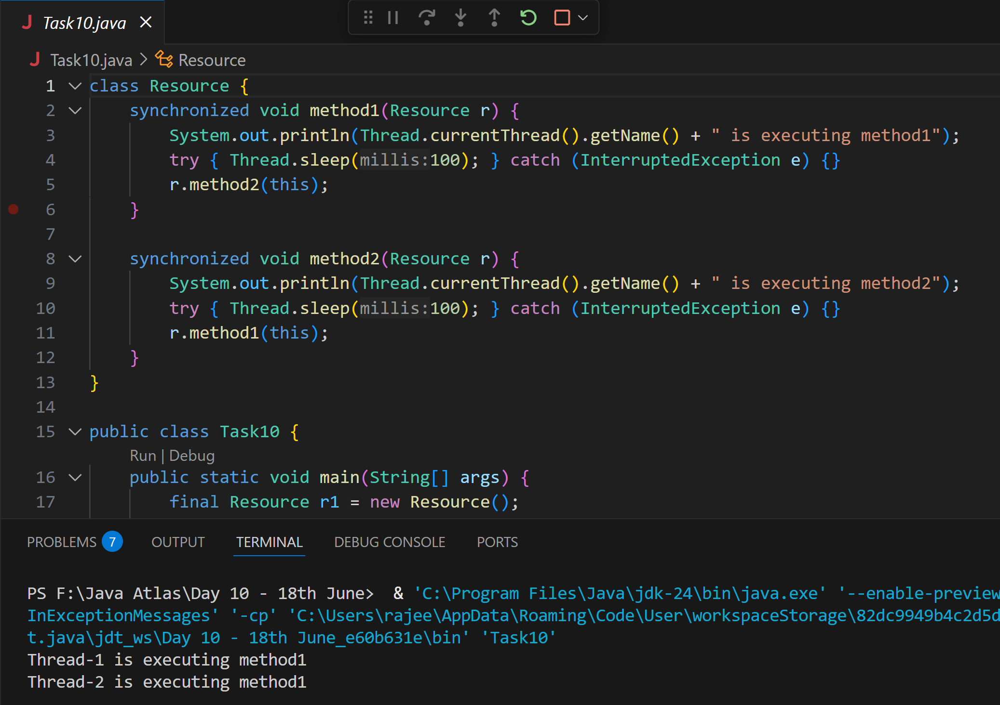 Task10.java
Task10.java > Resource
1 class Resource {
2 synchronized void method1(Resource r) {
3 System.out.println(Thread.currentThread().getName() + " is executing method1");
4 try { Thread.sleep(millis:100); } catch (InterruptedException e) {}
5 r.method2(this);
6 }
7
8 synchronized void method2(Resource r) {
9 System.out.println(Thread.currentThread().getName() + " is executing method2");
10 try { Thread.sleep(millis:100); } catch (InterruptedException e) {}
11 r.method1(this);
12 }
13 }
14
15 public class Task10 {
Run | Debug
16 public static void main(String[] args) {
17 final Resource r1 = new Resource();
PROBLEMS 7 OUTPUT TERMINAL DEBUG CONSOLE PORTS
PS F:\Java Atlas\Day 10 - 18th June>  & 'C:\Program Files\Java\jdk-24\bin\java.exe' '--enable-preview
InExceptionMessages' '-cp' 'C:\Users\rajee\AppData\Roaming\Code\User\workspaceStorage\82dc9949b4c2d5d
t.java\jdt_ws\Day 10 - 18th June_e60b631e\bin' 'Task10'
Thread-1 is executing method1
Thread-2 is executing method1